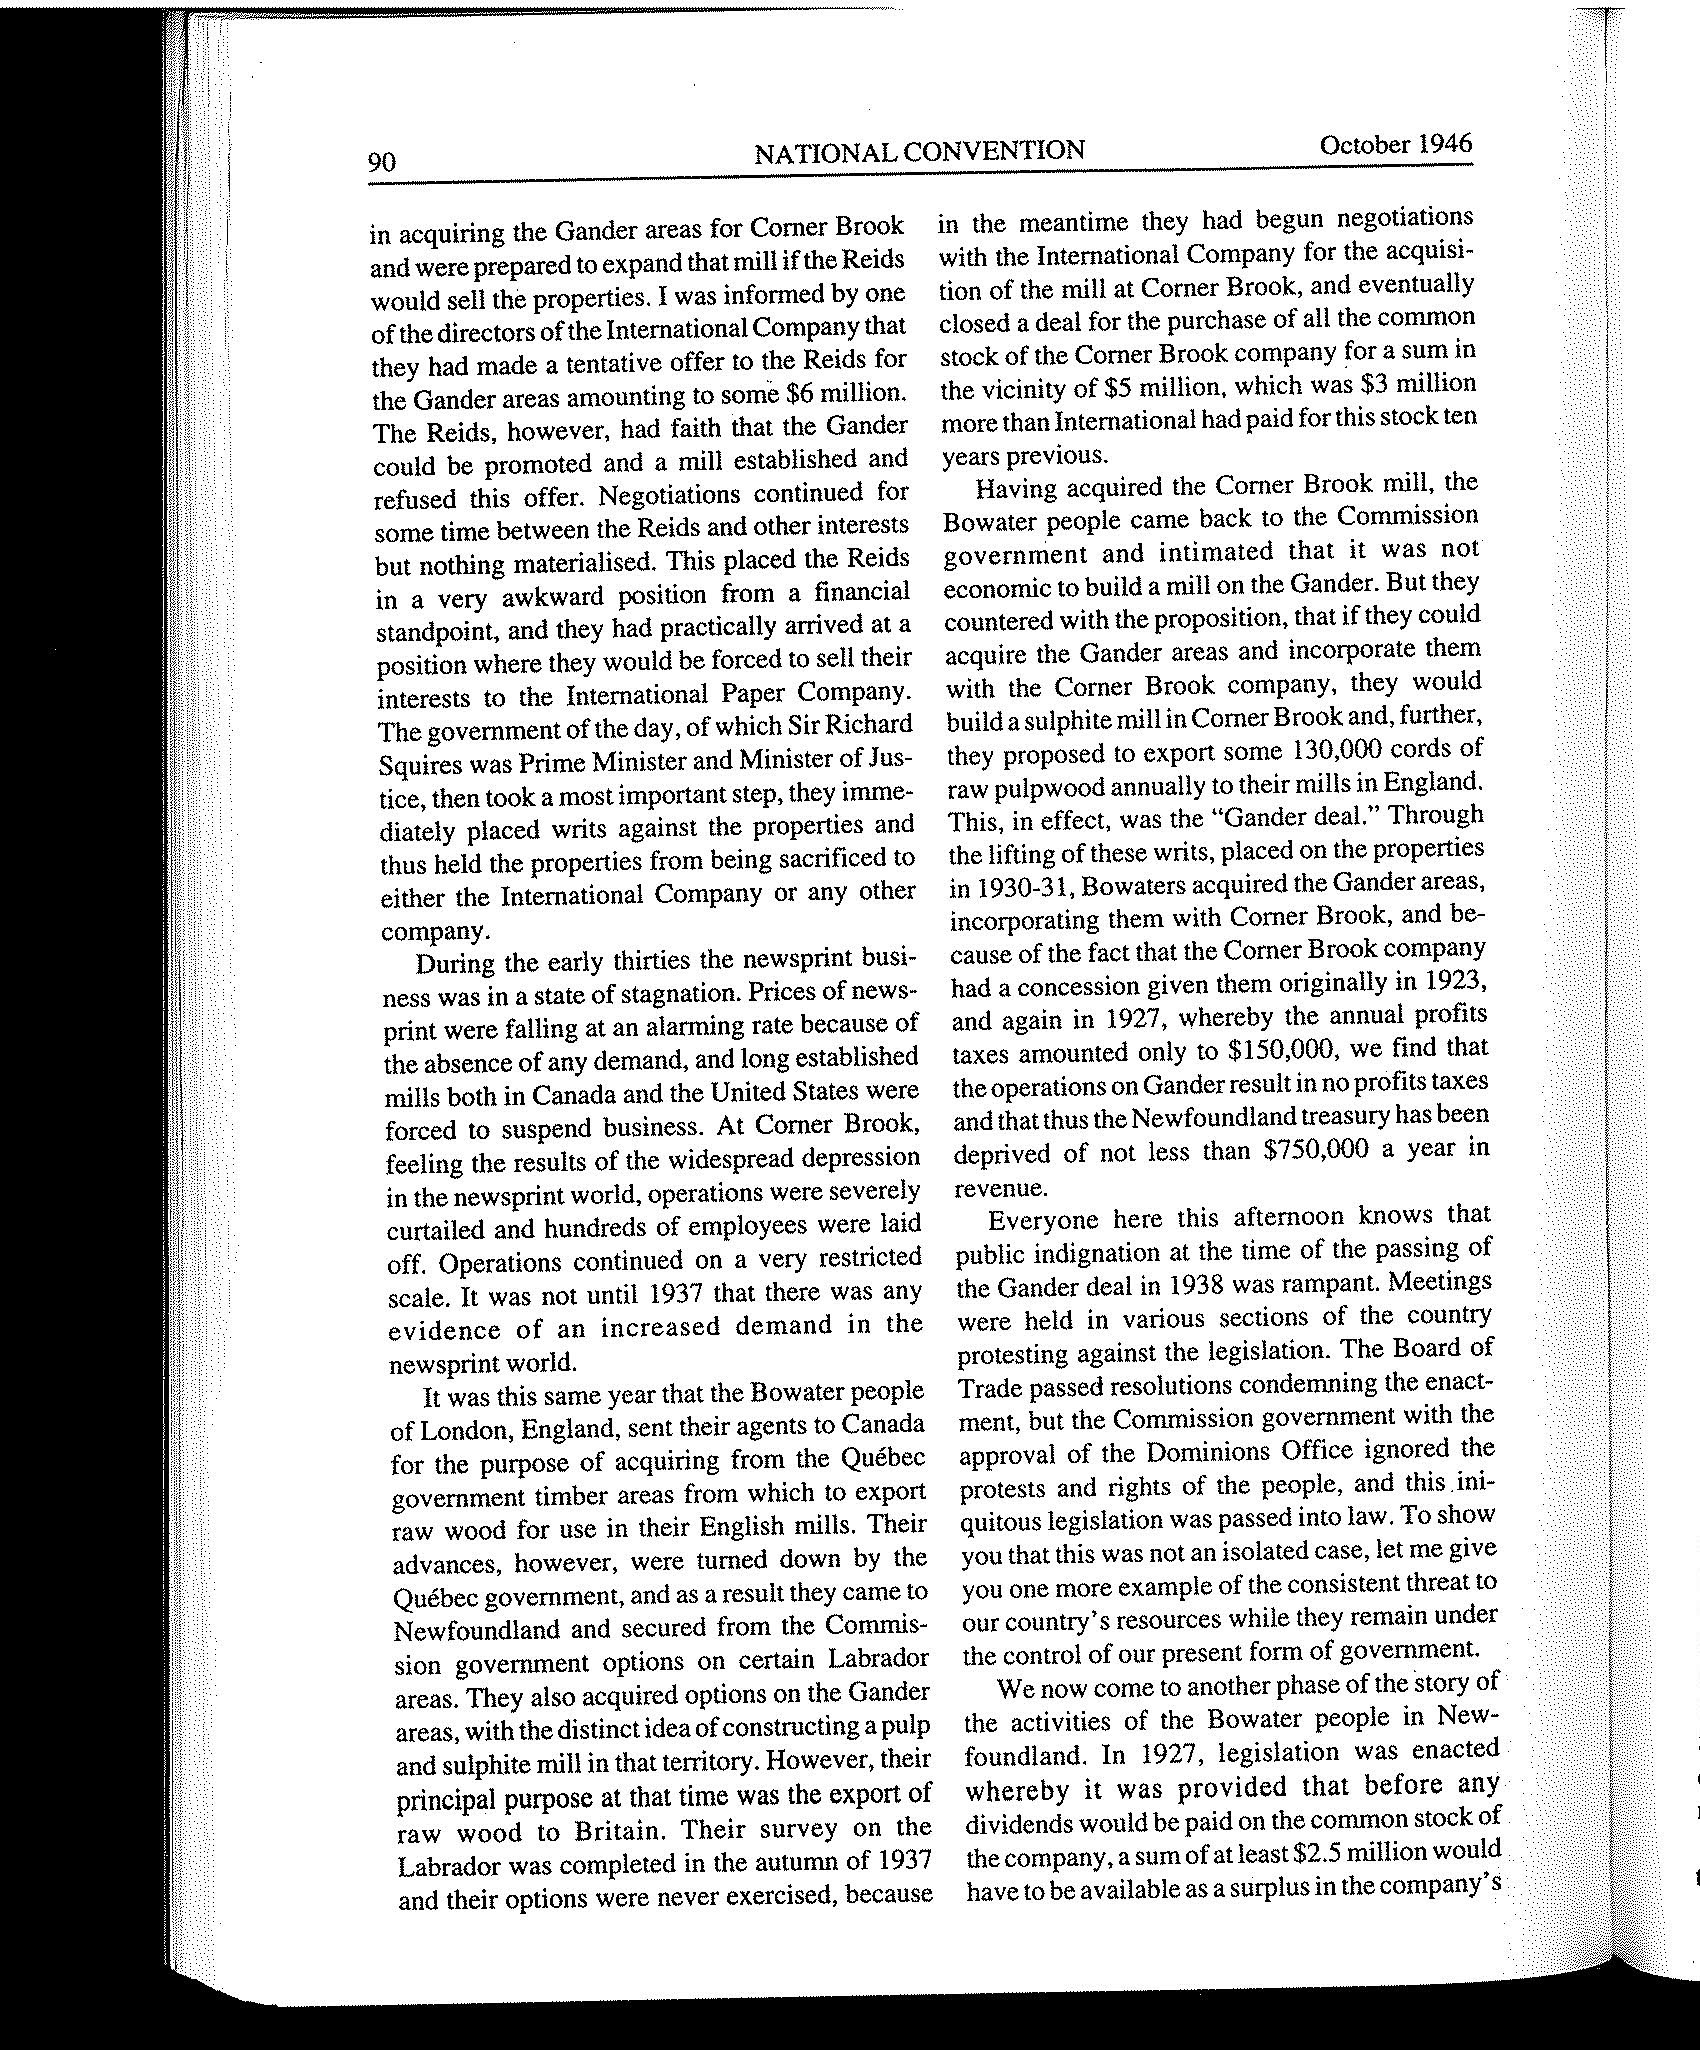 90
NATIONAL CONVENTION
October 1946
in acquiring the Gander areas for Corner Brook
and were prepared to expand that mill if the Reids
would sell the properties. I was informed by one
of the directors of the International Company that
they had made a tentative offer to the Reids for
the Gander areas amounting to some $6 million.
The Reids, however, had faith that the Gander
could be promoted and a mill established and
refused this offer. Negotiations continued for
some time between the Reids and other interests
but nothing materialised. This placed the Reids
in a very awkward position from a financial
standpoint, and they had practically arrived at a
position where they would be forced to sell their
interests to the International Paper Company.
The government of the day, of which Sir Richard
Squires was Prime Minister and Minister of Jus-
tice, then took a most important step, they imme-
diately placed writs against the properties and
thus held the properties from being sacrificed to
either the International Company or any other
company.
During the early thirties the newsprint busi-
ness was in a state of stagnation. Prices of news-
print were falling at an alarming rate because of
the absence of any demand, and long established
mills both in Canada and the United States were
forced to suspend business. At Corner Brook,
feeling the results of the widespread depression
in the newsprint world, operations were severely
curtailed and hundreds of employees were laid
off. Operations continued on a very restricted
scale. It was not until 1937 that there was any
evidence of an increased demand in the
newsprint world.
It was this same year that the Bowater people
of London, England, sent their agents to Canada
for the purpose of acquiring from the Québec
government timber areas from which to export
raw wood for use in their English mills. Their
advances, however, were turned down by the
Québec government, and as a result they came to
Newfoundland and secured from the Commis-
sion government options on certain Labrador
areas. They also acquired options on the Gander
areas, with the distinct idea of constructing a pulp
and sulphite mill in that territory. However, their
principal purpose at that time was the export of
raw wood to Britain. Their survey on the
Labrador was completed in the autumn of 1937
and their options were never exercised, because
in the meantime they had begun negotiations
with the International Company for the acquisi-
tion of the mill at Corner Brook, and eventually
closed a deal for the purchase of all the common
stock of the Corner Brook company for a sum in
the vicinity of $5 million, which was $3 million
more than International had paid for this stock ten
years previous.
Having acquired the Corner Brook mill, the
Bowater people came back to the Commission
government and intimated that it was not
economic to build a mill on the Gander. But they
countered with the proposition, that if they could
acquire the Gander areas and incorporate them
with the Corner Brook company, they would
build a sulphite mill in Corner Brook and, further,
they proposed to export some 130,000 cords of
raw pulpwood annually to their mills in England.
This, in effect, was the “Gander deal.” Through
the lifting of these writs, placed on the properties
in 1930-31, Bowaters acquired the Gander areas,
incorporating them with Corner Brook, and be-
cause of the fact that the Corner Brook company
had a concession given them originally in 1923,
and again in 1927, whereby the annual profits
taxes amounted only to $150,000, we find that
the operations on Gander result in no profits taxes
and that thus the Newfoundland treasury has been
deprived of not less than $750,000 a year in
revenue.
Everyone here this afternoon knows that
public indignation at the time of the passing of
the Gander deal in 1938 was rampant. Meetings
were held in various sections of the country
protesting against the legislation. The Board of
Trade passed resolutions condemning the enact-
ment, but the Commission government with the
approval of the Dominions Office ignored the
protests and rights of the people, and this ini-
quitous legislation was passed into law. To show
you that this was not an isolated case, let me give
you one more example of the consistent threat to
our country’s resources while they remain under
the control of our present form of government.
We now come to another phase of the story of
the activities of the Bowater people in New-
foundland. In 1927, legislation was enacted
whereby it was provided that before any
dividends would be paid on the common stock of
the company, a sum of at least $2.5 million would
have to be available as a surplus in the company’s